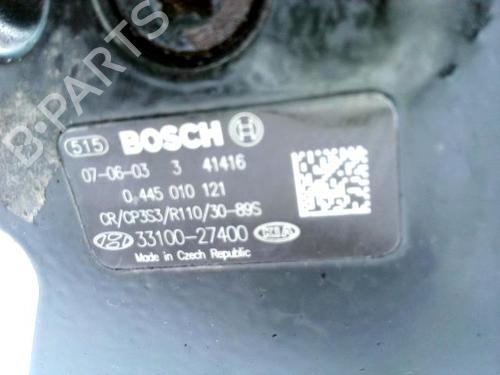 B-PARTS
515 BOSCH
07-06-03 3 41416
0 445 010 121
CR/CP3S3/R110/30-89S
33100-27400 KIA
Made in Czech Republic